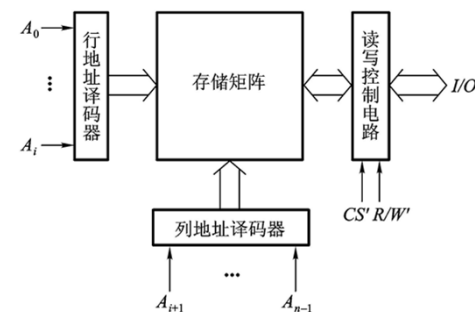 A0
行地址译码器
存储矩阵
读写控制电路
I/O
...
Ai
CS' R/W'
列地址译码器
...
Ai+1
An-1